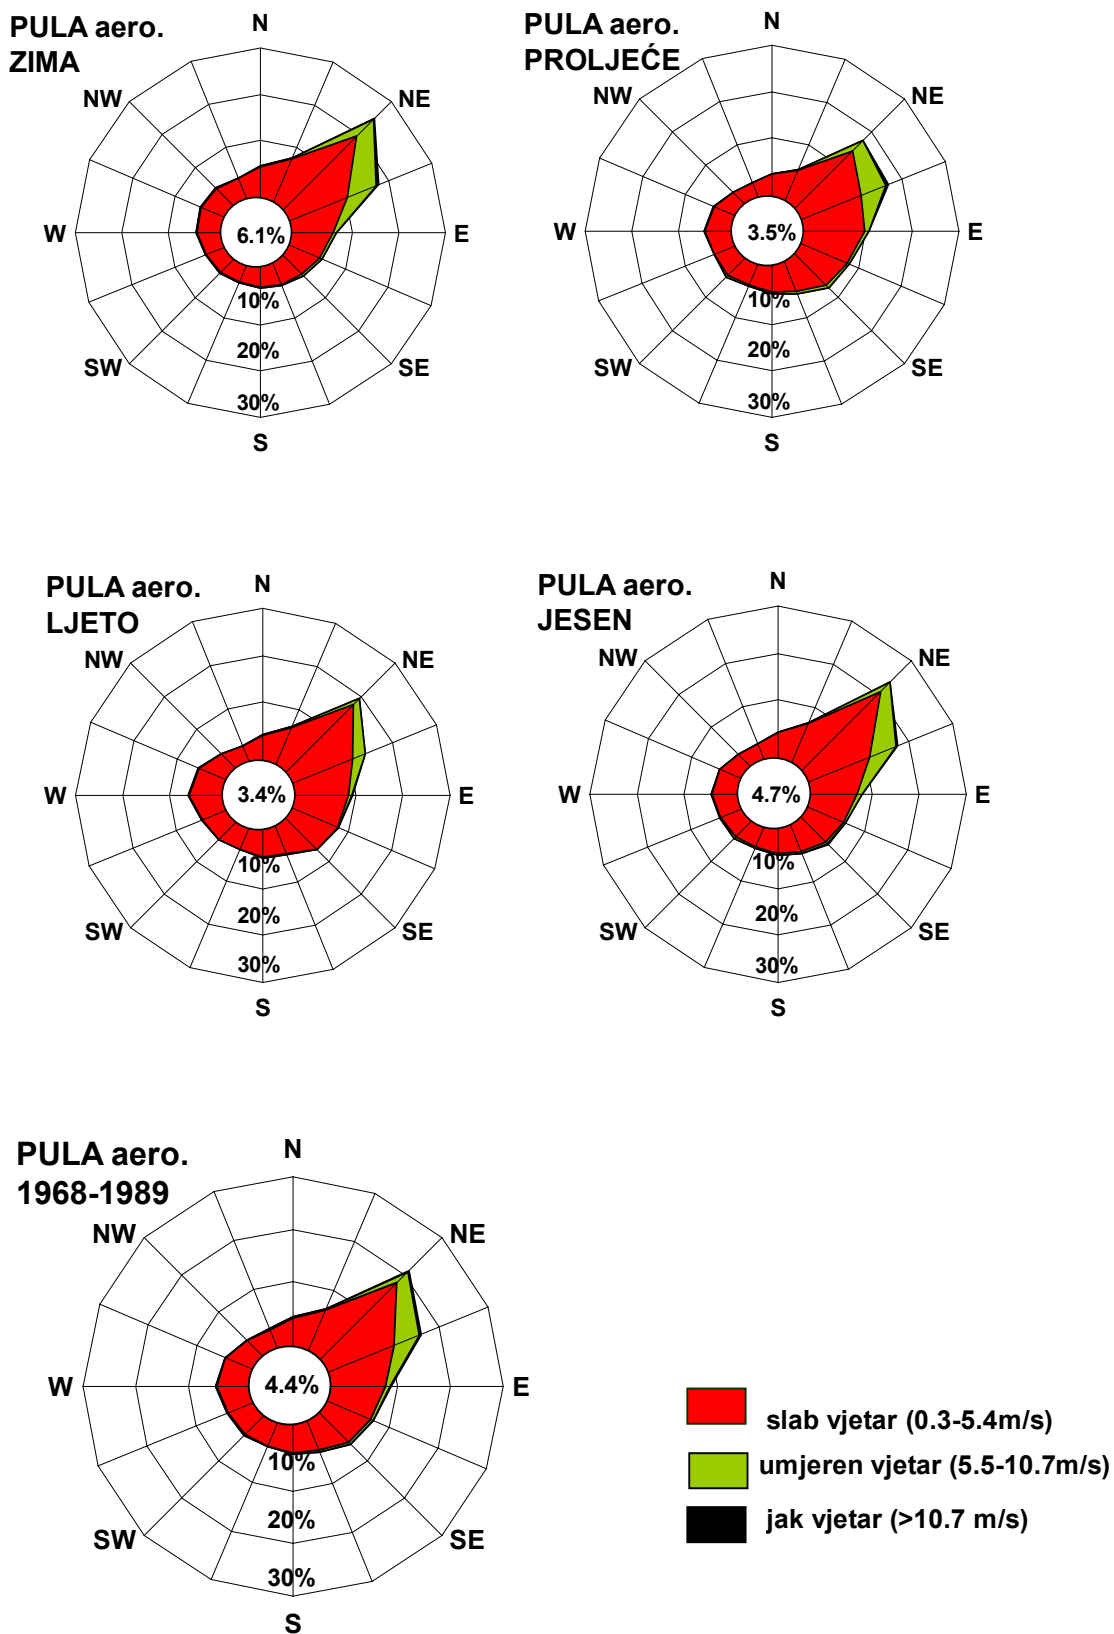 PULA aero.
ZIMA
N
NW
NE
W
6.1%
E
10%
20%
SW
SE
30%
S
PULA aero.
PROLJEĆE
N
NW
NE
W
3.5%
E
10%
20%
SW
SE
30%
S
PULA aero.
LJETO
N
NW
NE
W
3.4%
E
10%
20%
SW
SE
30%
S
PULA aero.
JESEN
N
NW
NE
W
4.7%
E
10%
20%
SW
SE
30%
S
PULA aero.
1968-1989
N
NW
NE
W
4.4%
E
10%
20%
SW
SE
30%
S
slab vjetar (0.3-5.4m/s)
umjeren vjetar (5.5-10.7m/s)
jak vjetar (>10.7 m/s)